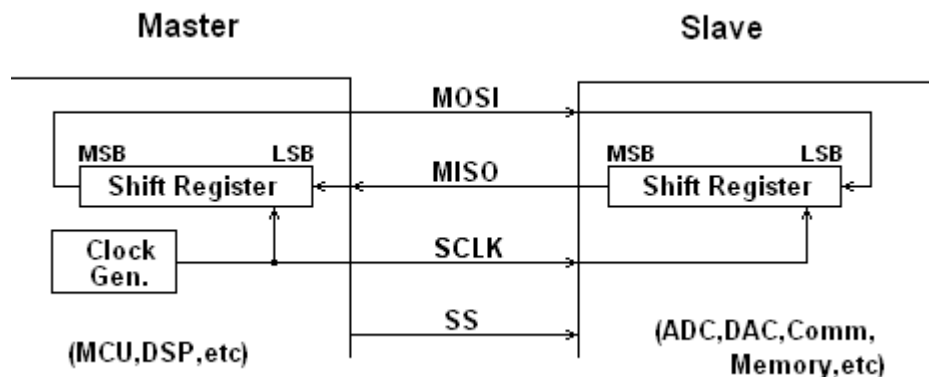 Master
Slave
MOSI
MSB LSB
MISO
MSB LSB
Shift Register
Shift Register
Clock
Gen.
SCLK
SS
(MCU,DSP,etc)
(ADC,DAC,Comm,
Memory,etc)